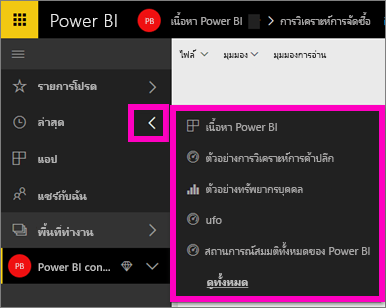 Power BI
PB
เนื้อหา Power BI
การวิเคราะห์การจัดซื้อ
ไฟล์
มุมมอง
มุมมองการอ่าน
รายการโปรด
ล่าสุด
แอป
แชร์กับฉัน
พื้นที่ทำงาน
PB
Power BI con...
เนื้อหา Power BI
ตัวอย่างการวิเคราะห์การค้าปลีก
ตัวอย่างทรัพยากรบุคคล
ufo
สถานการณ์สมมติทั้งหมดของ Power BI
ดูทั้งหมด